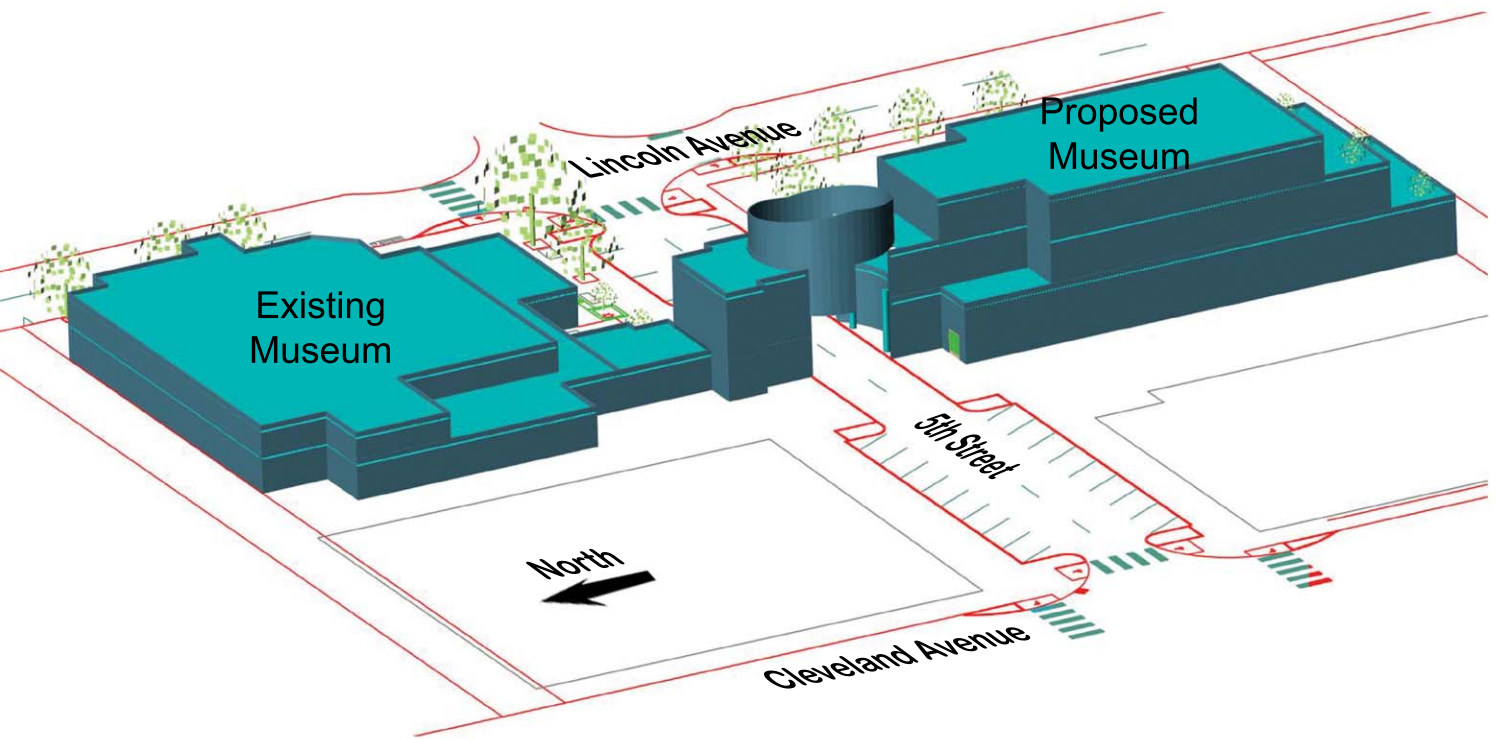 Lincoln Avenue
Proposed
Museum
Existing
Museum
5th Street
North
Cleveland Avenue